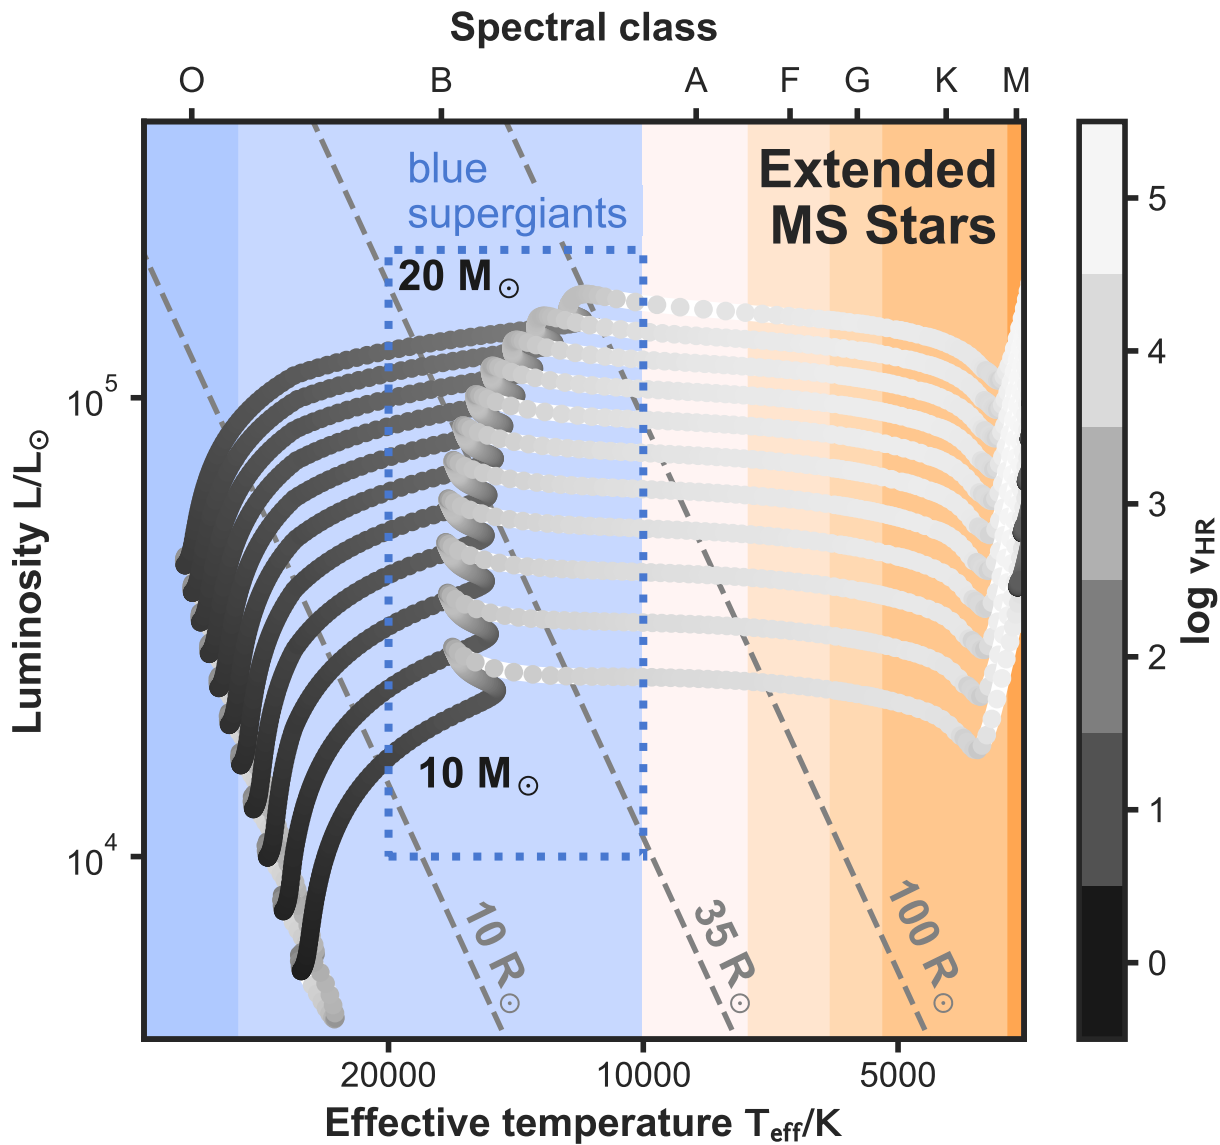 Spectral class
O B A F G K M
blue
supergiants
Extended
MS Stars
20 M⊙
10 M⊙
10 R⊙
35 R⊙
100 R⊙
10⁵
10⁴
Luminosity L/L⊙
20000 10000 5000
Effective temperature Teff/K
5
4
3
2
1
0
log vHR